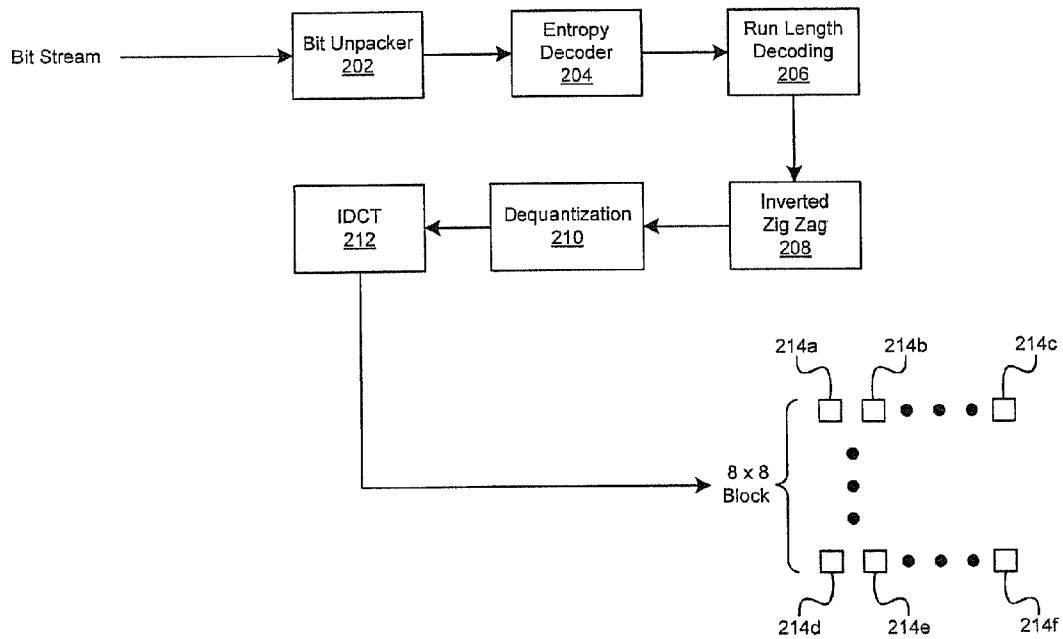 Bit Stream
Bit Unpacker
202
Entropy
Decoder
204
Run Length
Decoding
206
IDCT
212
Dequantization
210
Inverted
Zig Zag
208
214a
214b
214c
8 x 8
Block
214d
214e
214f